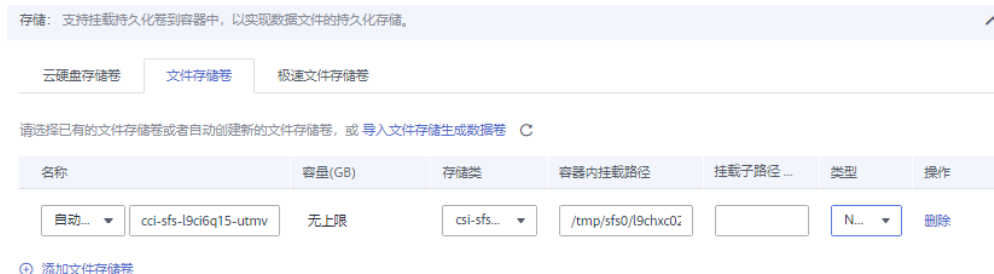 存储： 支持挂载持久化卷到容器中，以实现数据文件的持久化存储。
云硬盘存储卷 文件存储卷 极速文件存储卷
请选择已有的文件存储卷或者自动创建新的文件存储卷，或 导入文件存储生成数据卷
名称 容量(GB) 存储类 容器内挂载路径 挂载子路径 ... 类型 操作
自动... cci-sfs-l9ci6q15-utmv 无上限 csi-sfs... /tmp/sfs0/l9chxc02 N... 删除
添加文件存储卷